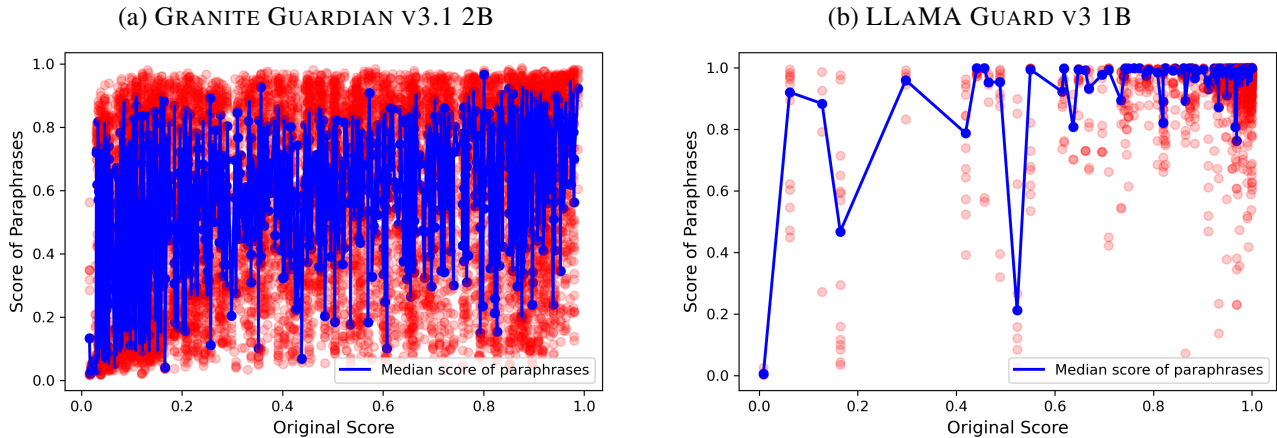 (a) GRANITE GUARDIAN V3.1 2B
1.0
0.8
0.6
0.4
0.2
0.0
Score of Paraphrases
Median score of paraphrases
0.0 0.2 0.4 0.6 0.8 1.0
Original Score
(b) LLAMA GUARD V3 1B
1.0
0.8
0.6
0.4
0.2
0.0
Score of Paraphrases
Median score of paraphrases
0.0 0.2 0.4 0.6 0.8 1.0
Original Score